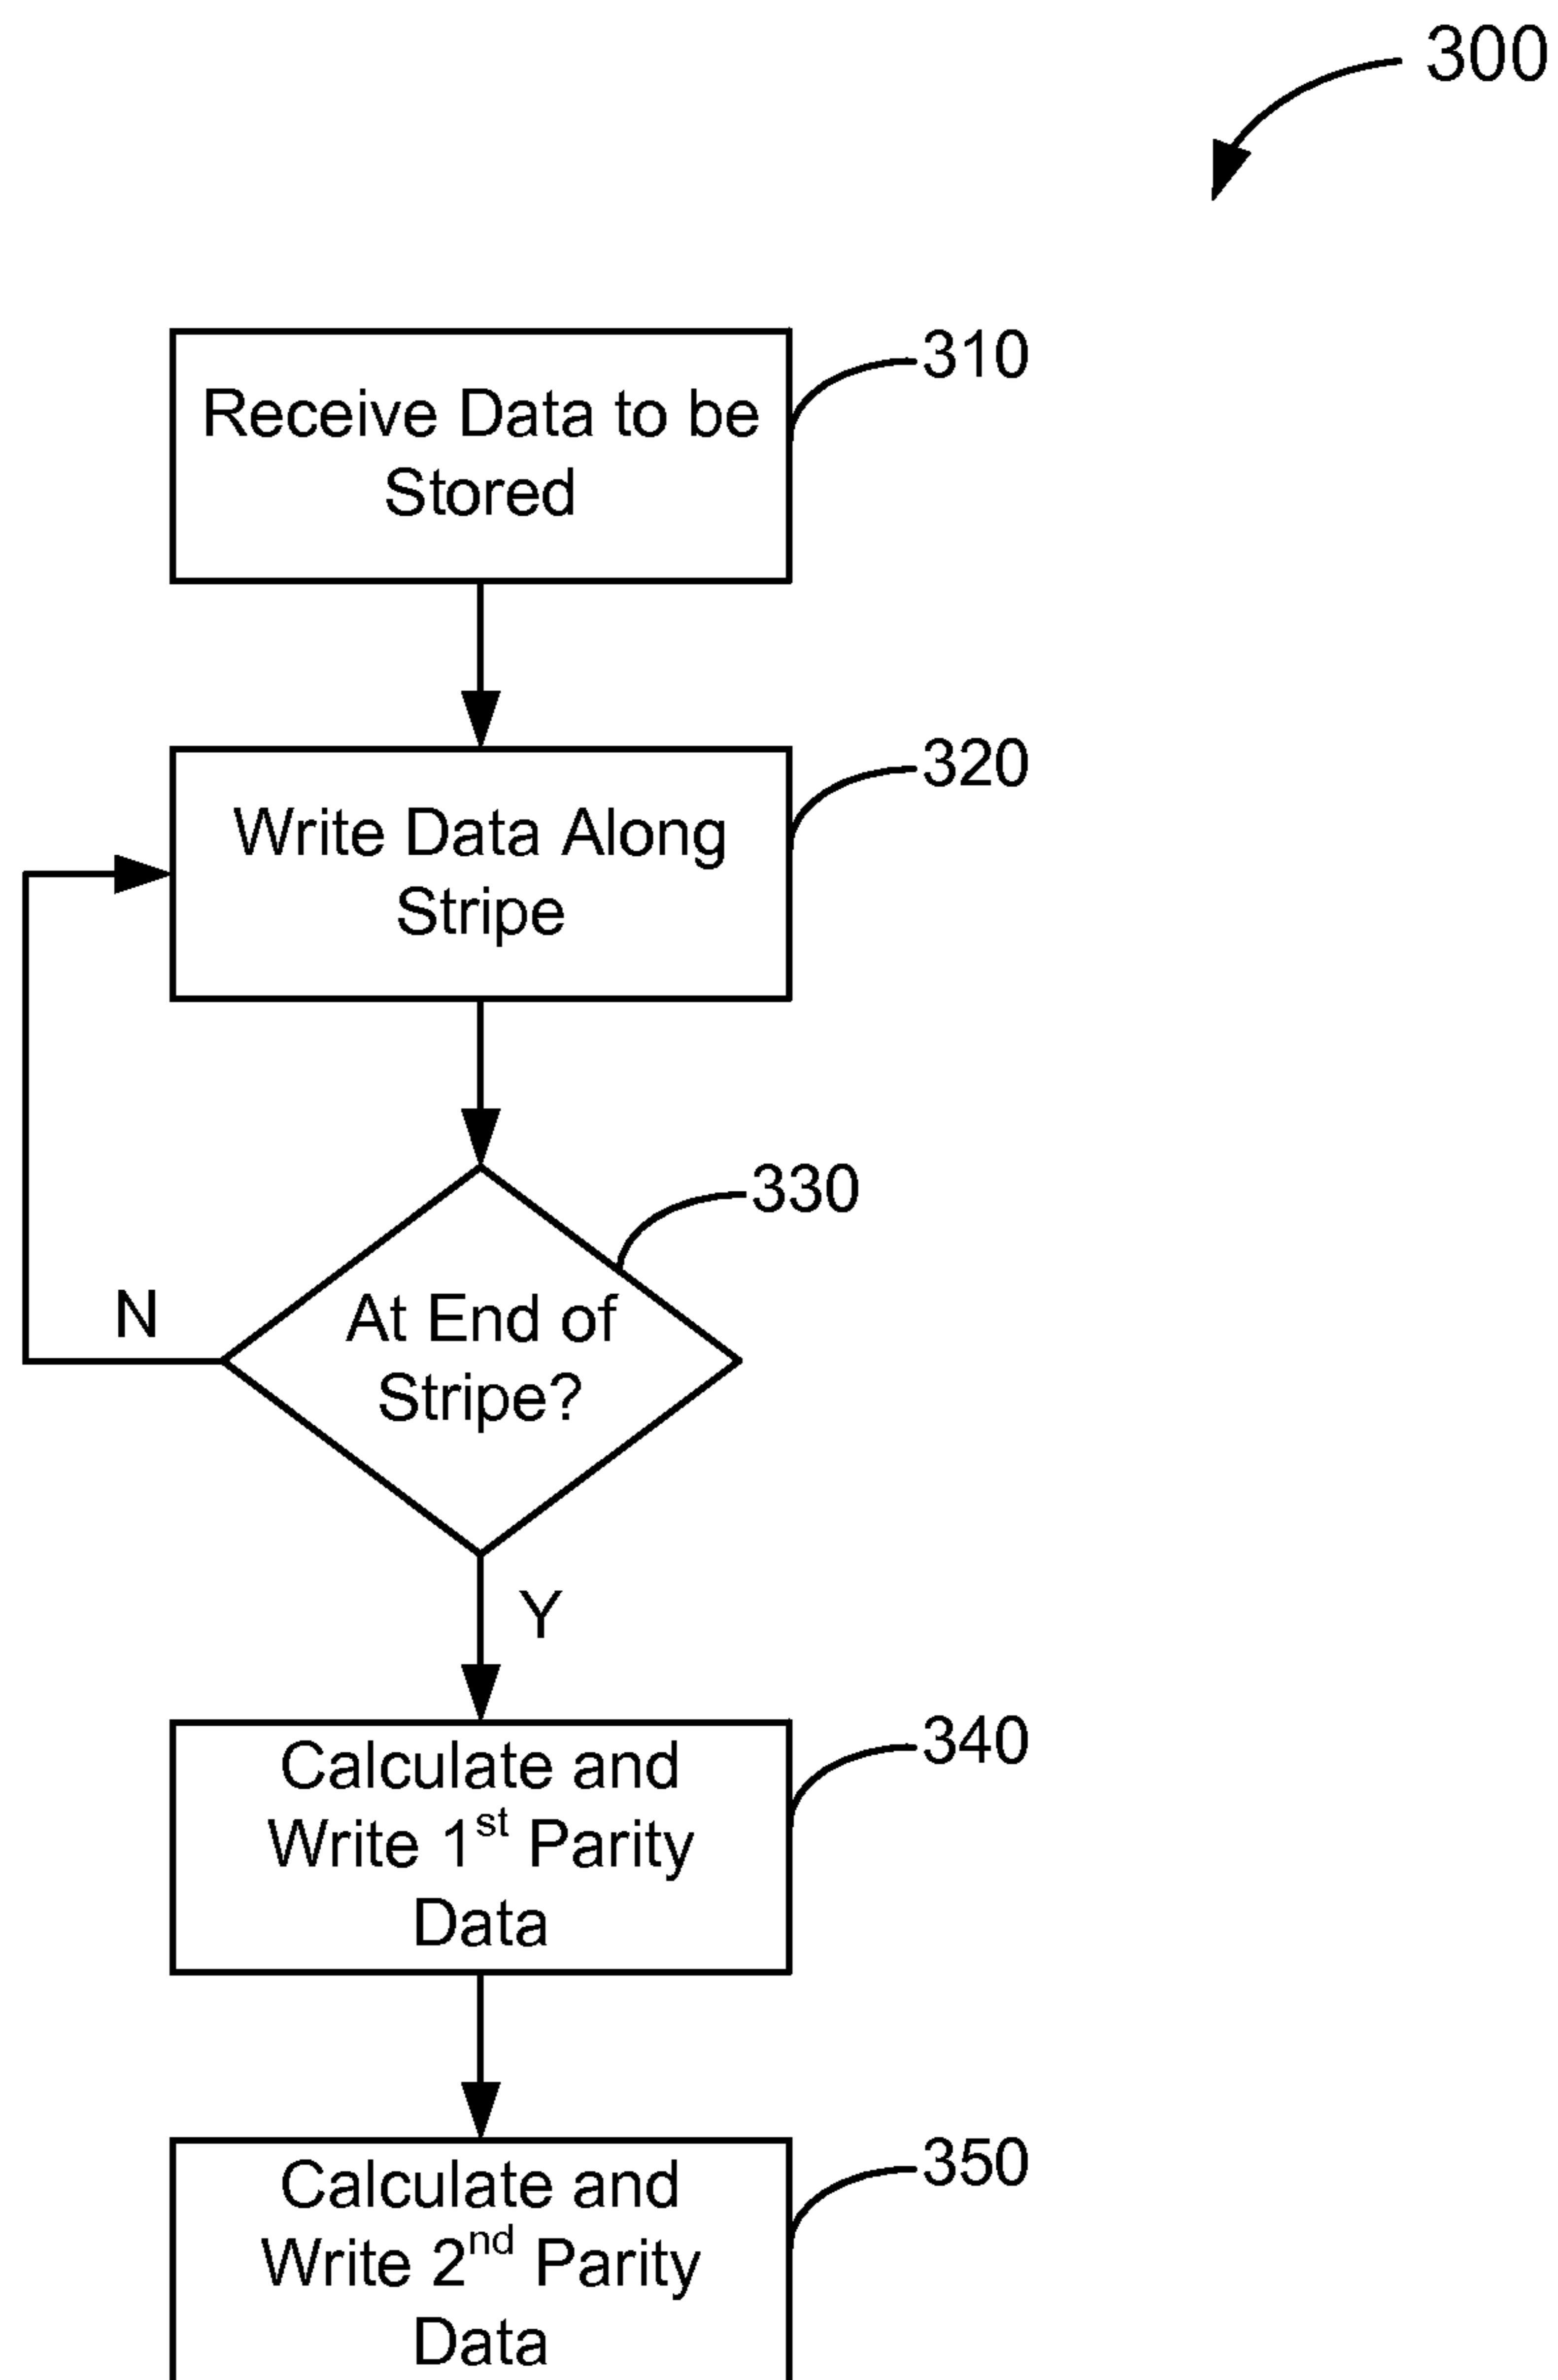 300
310
Receive Data to be
Stored
320
Write Data Along
Stripe
330
At End of
Stripe?
N
Y
340
Calculate and
Write 1st Parity
Data
350
Calculate and
Write 2nd Parity
Data